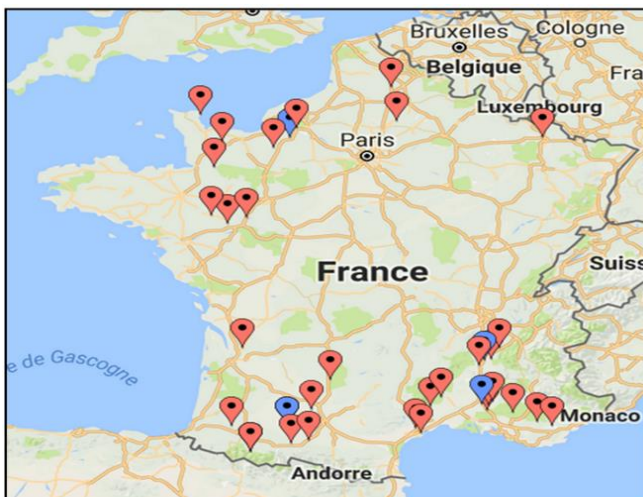 Bruxelles
Cologne
Belgique
Fra
Luxembourg
Paris
France
Suiss
e de Gascogne
Monaco
Andorre